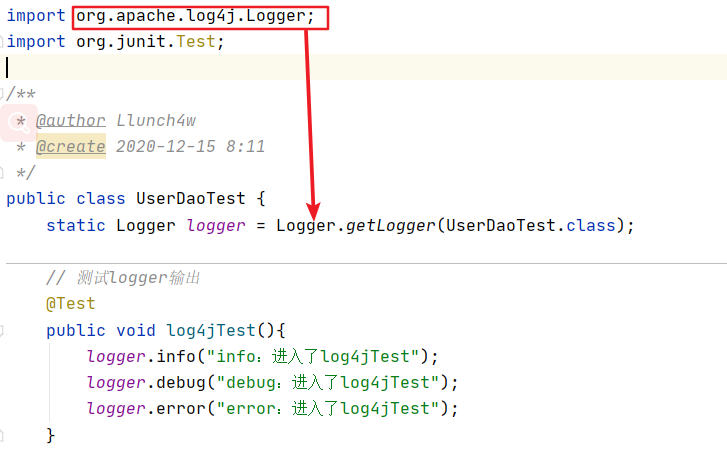 import org.apache.log4j.Logger;
import org.junit.Test;
/**
 * @author Llunch4w
 * @create 2020-12-15 8:11
 */
public class UserDaoTest {
    static Logger logger = Logger.getLogger(UserDaoTest.class);
    // 测试logger输出
    @Test
    public void log4jTest(){
        logger.info("info：进入了log4jTest");
        logger.debug("debug：进入了log4jTest");
        logger.error("error：进入了log4jTest");
    }